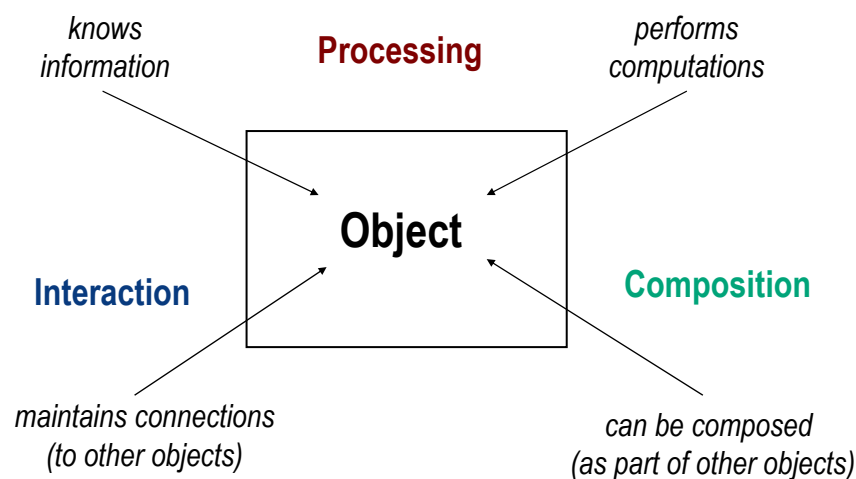 knows
information
Processing
performs
computations
Object
Interaction
Composition
maintains connections
(to other objects)
can be composed
(as part of other objects)